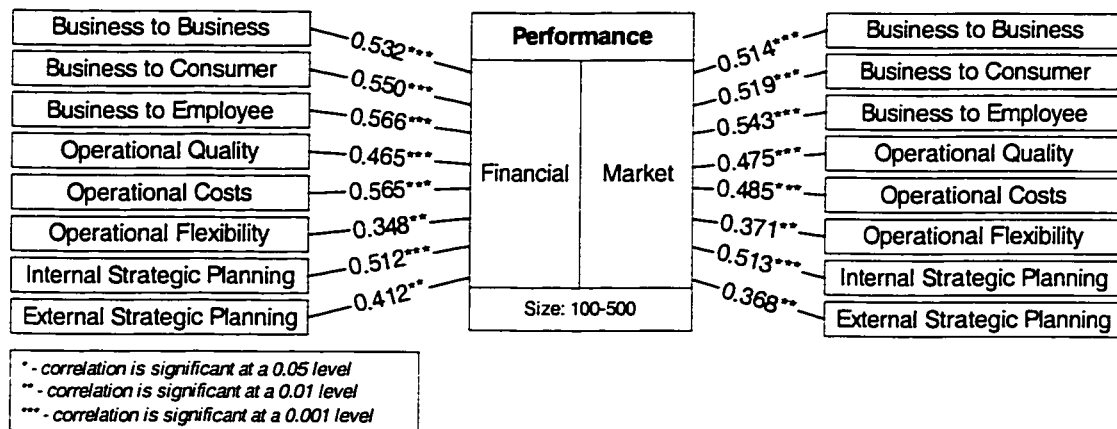 Business to Business
Business to Consumer
Business to Employee
Operational Quality
Operational Costs
Operational Flexibility
Internal Strategic Planning
External Strategic Planning
0.532***
0.550***
0.566***
0.465***
0.565***
0.348**
0.512***
0.412**
Performance
Financial
Market
Size: 100-500
0.514***
0.519***
0.543***
0.475***
0.485***
0.371**
0.513***
0.368**
Business to Business
Business to Consumer
Business to Employee
Operational Quality
Operational Costs
Operational Flexibility
Internal Strategic Planning
External Strategic Planning
* - correlation is significant at a 0.05 level
** - correlation is significant at a 0.01 level
*** - correlation is significant at a 0.001 level